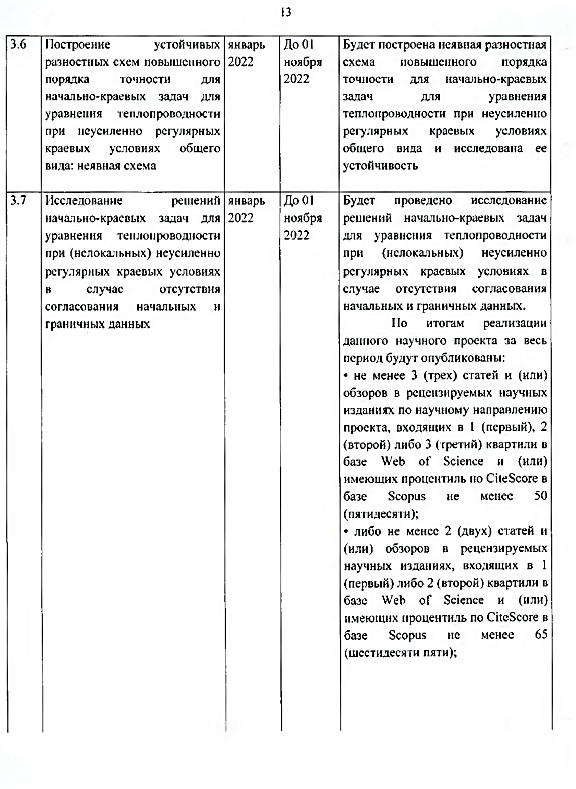 13
3.6
Построение устойчивых
разностных схем повышенного
порядка точности для
начально-краевых задач для
уравнения теплопроводности
при неусиленно регулярных
краевых условиях общего
вида: неявная схема
январь
2022
До 01
ноября
2022
Будет построена неявная разностная
схема повышенного порядка
точности для начально-краевых
задач для уравнения
теплопроводности при неусиленно
регулярных краевых условиях
общего вида и исследована ее
устойчивость
3.7
Исследование решений
начально-краевых задач для
уравнения теплопроводности
при (нелокальных) неусиленно
регулярных краевых условиях
в случае отсутствия
согласования начальных и
граничных данных
январь
2022
До 01
ноября
2022
Будет проведено исследование
решений начально-краевых задач
для уравнения теплопроводности
при (нелокальных) неусиленно
регулярных краевых условиях в
случае отсутствия согласования
начальных и граничных данных.
По итогам реализации
данного научного проекта за весь
период будут опубликованы:
• не менее 3 (трех) статей и (или)
обзоров в рецензируемых научных
изданиях по научному направлению
проекта, входящих в 1 (первый), 2
(второй) либо 3 (третий) квартили в
базе Web of Science и (или)
имеющих процентиль по CiteScore в
базе Scopus не менее 50
(пятидесяти);
• либо не менее 2 (двух) статей и
(или) обзоров в рецензируемых
научных изданиях, входящих в 1
(первый) либо 2 (второй) квартили в
базе Web of Science и (или)
имеющих процентиль по CiteScore в
базе Scopus не менее 65
(шестидесяти пяти);